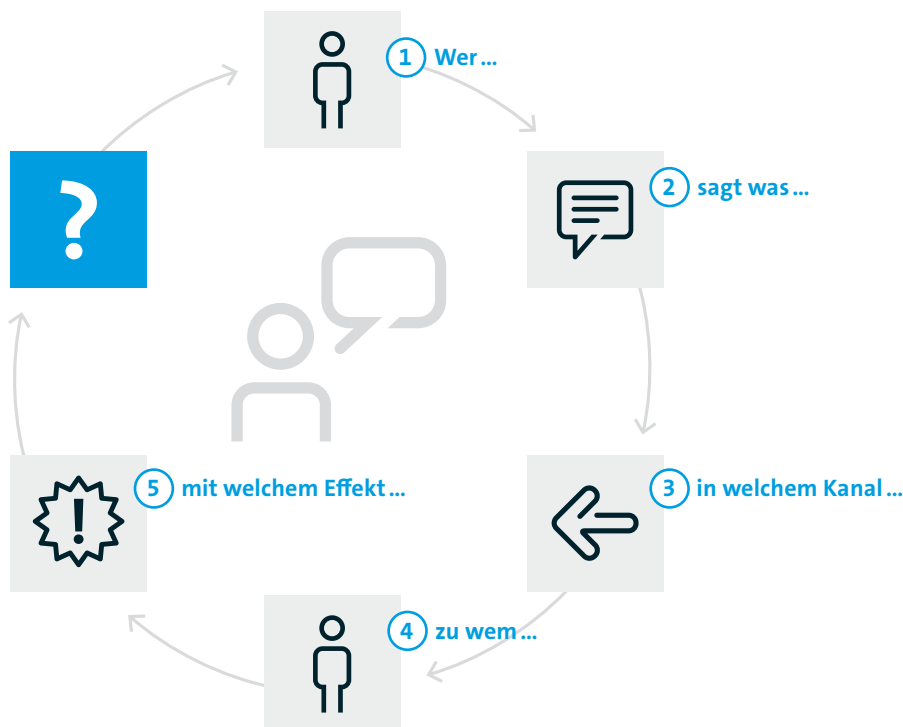 1 Wer ...
2 sagt was ...
3 in welchem Kanal ...
4 zu wem ...
5 mit welchem Effekt ...
?
!